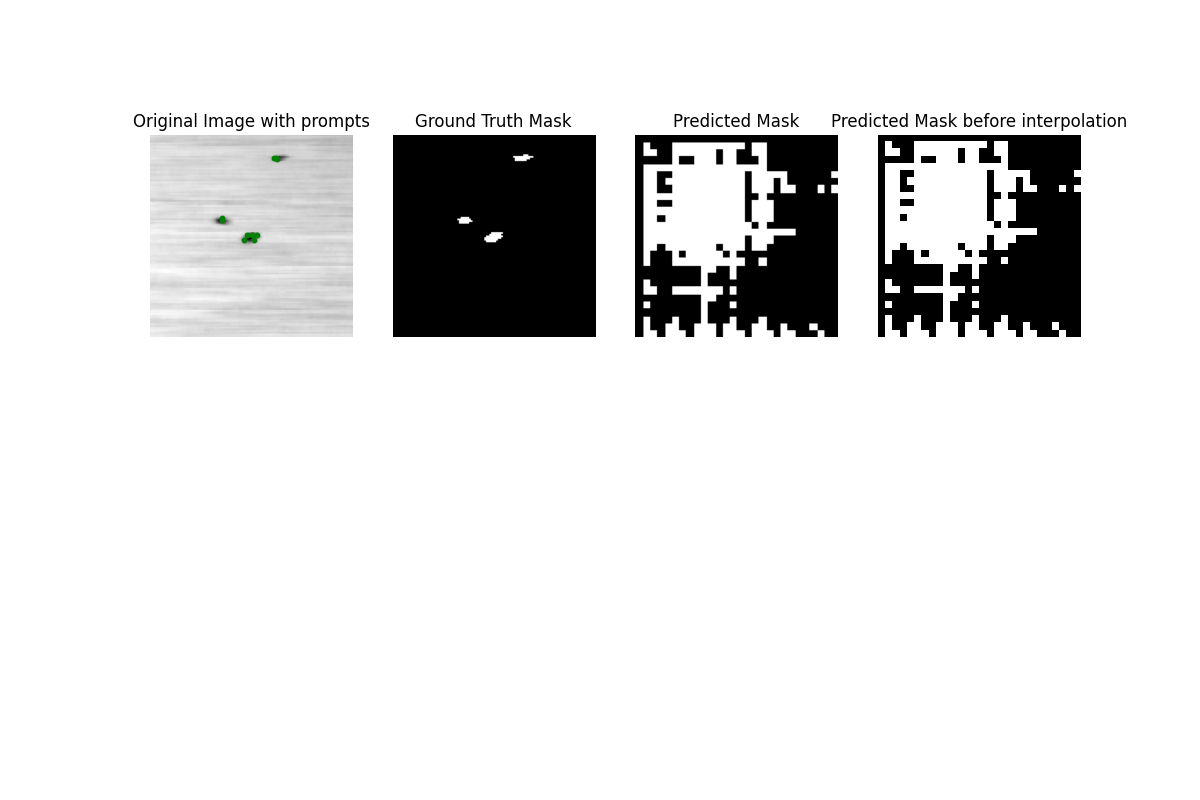 Original Image with prompts
Ground Truth Mask
Predicted Mask
Predicted Mask before interpolation